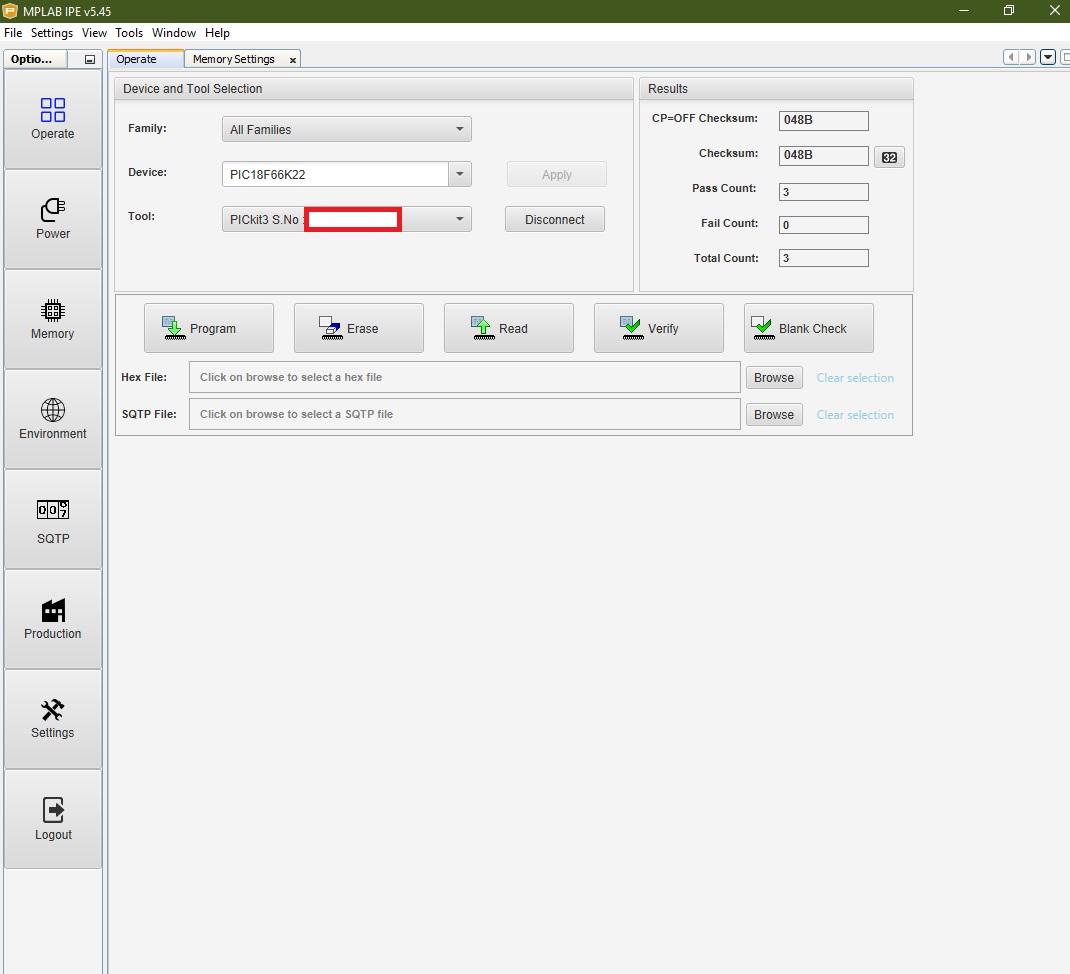 MPLAB IPE v5.45
File Settings View Tools Window Help
Optio...
Operate
Memory Settings
Operate
Power
Memory
Environment
SQTP
Production
Settings
Logout
Device and Tool Selection
Family:
All Families
Device:
PIC18F66K22
Apply
Tool:
PICkit3 S.No :
Disconnect
Results
CP=OFF Checksum:
048B
Checksum:
048B
32
Pass Count:
3
Fail Count:
0
Total Count:
3
Program
Erase
Read
Verify
Blank Check
Hex File:
Click on browse to select a hex file
Browse
Clear selection
SQTP File:
Click on browse to select a SQTP file
Browse
Clear selection